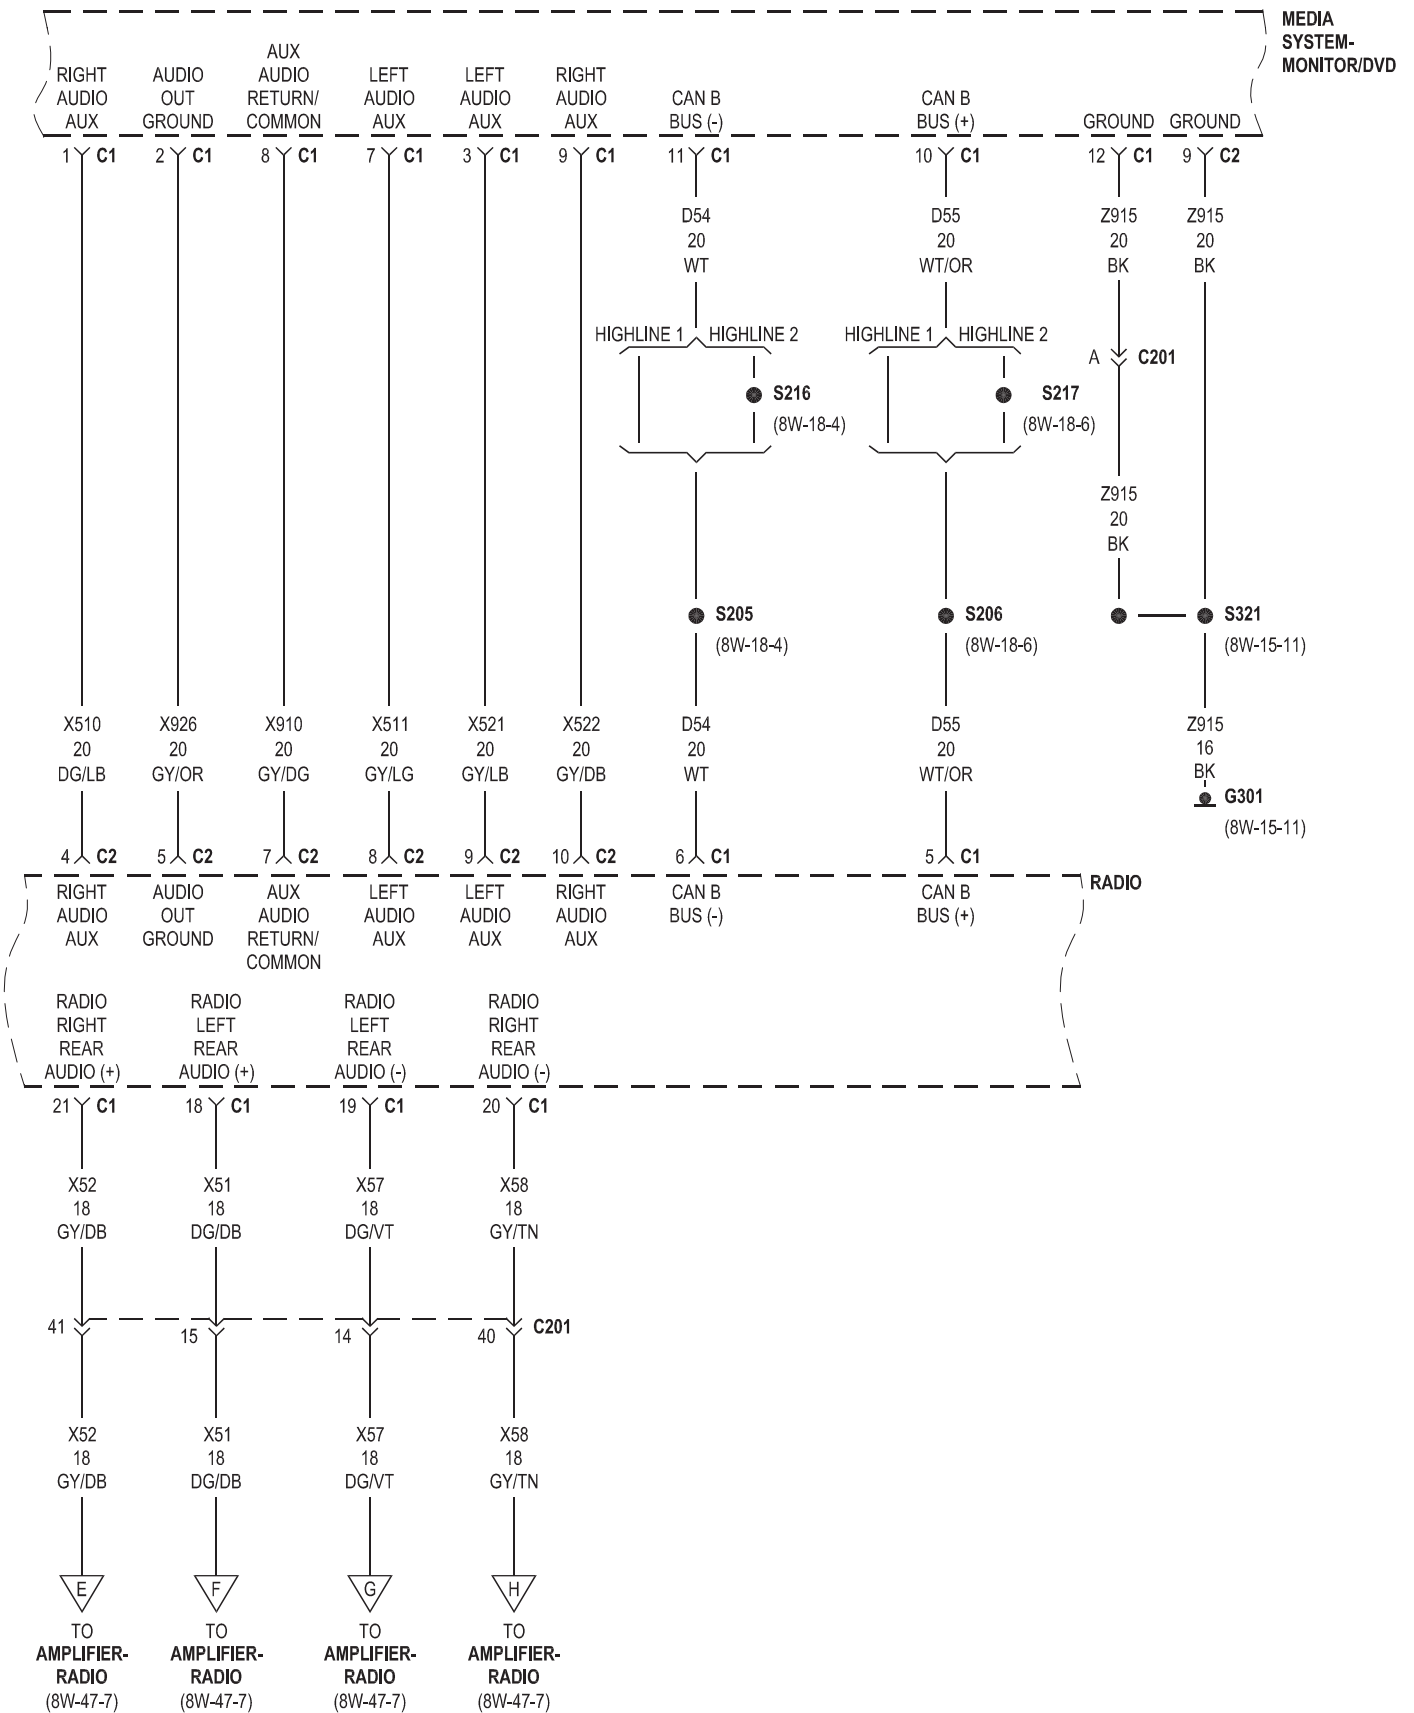 MEDIA
SYSTEM-
MONITOR/DVD
RIGHT
AUDIO
AUX
AUDIO
OUT
GROUND
AUX
AUDIO
RETURN/
COMMON
LEFT
AUDIO
AUX
LEFT
AUDIO
AUX
RIGHT
AUDIO
AUX
CAN B
BUS (-)
CAN B
BUS (+)
GROUND
GROUND
1 C1
2 C1
8 C1
7 C1
3 C1
9 C1
11 C1
10 C1
12 C1
9 C2
D54
20
WT
D55
20
WT/OR
Z915
20
BK
Z915
20
BK
HIGHLINE 1
HIGHLINE 2
HIGHLINE 1
HIGHLINE 2
A C201
S216
(8W-18-4)
S217
(8W-18-6)
Z915
20
BK
S205
(8W-18-4)
S206
(8W-18-6)
S321
(8W-15-11)
X510
20
DG/LB
X926
20
GY/OR
X910
20
GY/DG
X511
20
GY/LG
X521
20
GY/LB
X522
20
GY/DB
D54
20
WT
D55
20
WT/OR
Z915
16
BK
G301
(8W-15-11)
4 C2
5 C2
7 C2
8 C2
9 C2
10 C2
6 C1
5 C1
RADIO
RIGHT
AUDIO
AUX
AUDIO
OUT
GROUND
AUX
AUDIO
RETURN/
COMMON
LEFT
AUDIO
AUX
LEFT
AUDIO
AUX
RIGHT
AUDIO
AUX
CAN B
BUS (-)
CAN B
BUS (+)
RADIO
RIGHT
REAR
AUDIO (+)
RADIO
LEFT
REAR
AUDIO (+)
RADIO
LEFT
REAR
AUDIO (-)
RADIO
RIGHT
REAR
AUDIO (-)
21 C1
18 C1
19 C1
20 C1
X52
18
GY/DB
X51
18
DG/DB
X57
18
DG/VT
X58
18
GY/TN
41
15
14
40
C201
X52
18
GY/DB
X51
18
DG/DB
X57
18
DG/VT
X58
18
GY/TN
E
F
G
H
TO
AMPLIFIER-
RADIO
(8W-47-7)
TO
AMPLIFIER-
RADIO
(8W-47-7)
TO
AMPLIFIER-
RADIO
(8W-47-7)
TO
AMPLIFIER-
RADIO
(8W-47-7)